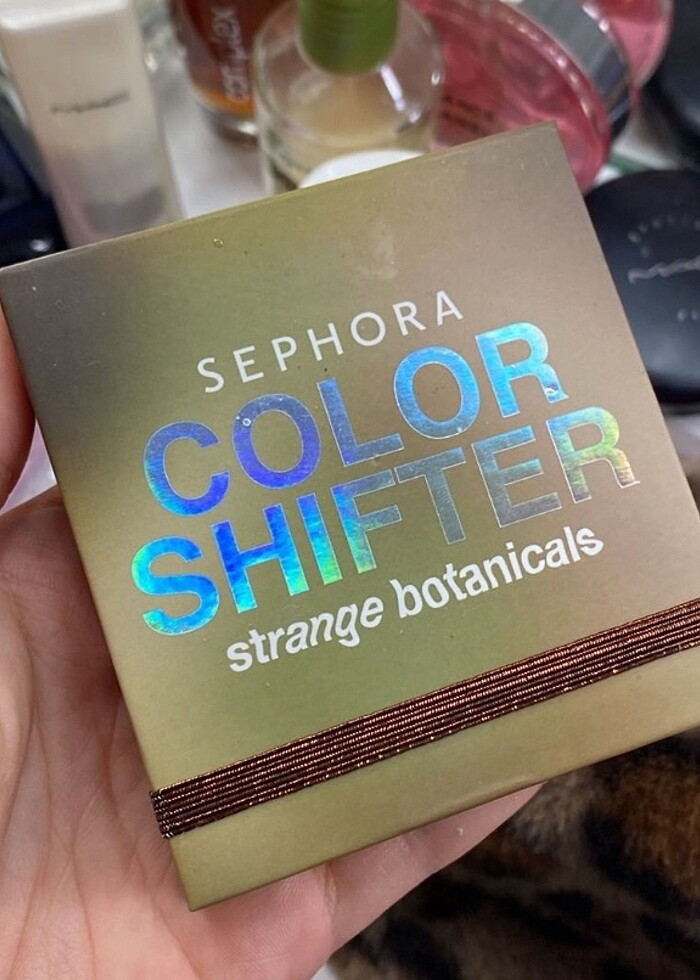 SEPHORA
COLOR
SHIFTER
strange botanicals